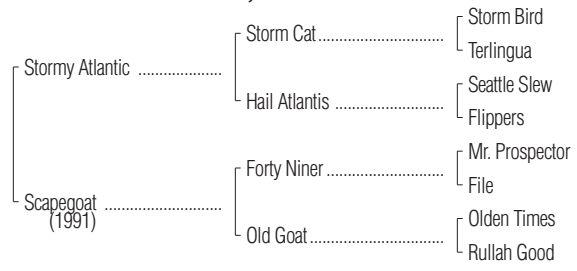 Storm Bird
Storm Cat....................
Terlingua
Stormy Atlantic ....................
Seattle Slew
Hail Atlantis ....................
Flippers
Mr. Prospector
Forty Niner....................
File
Scapegoat ....................
(1991)
Olden Times
Old Goat....................
Rullah Good